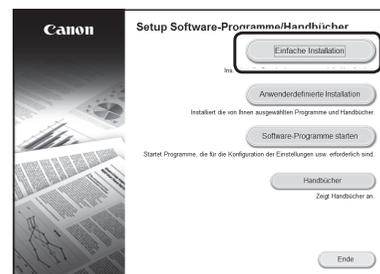 Canon
Setup Software-Programme/Handbücher
Einfache Installation
Ins
Anwenderdefinierte Installation
Installiert die von Ihnen ausgewählten Programme und Handbücher.
Software-Programme starten
Startet Programme, die für die Konfiguration der Einstellungen usw. erforderlich sind.
Handbücher
Zeigt Handbücher an.
Ende